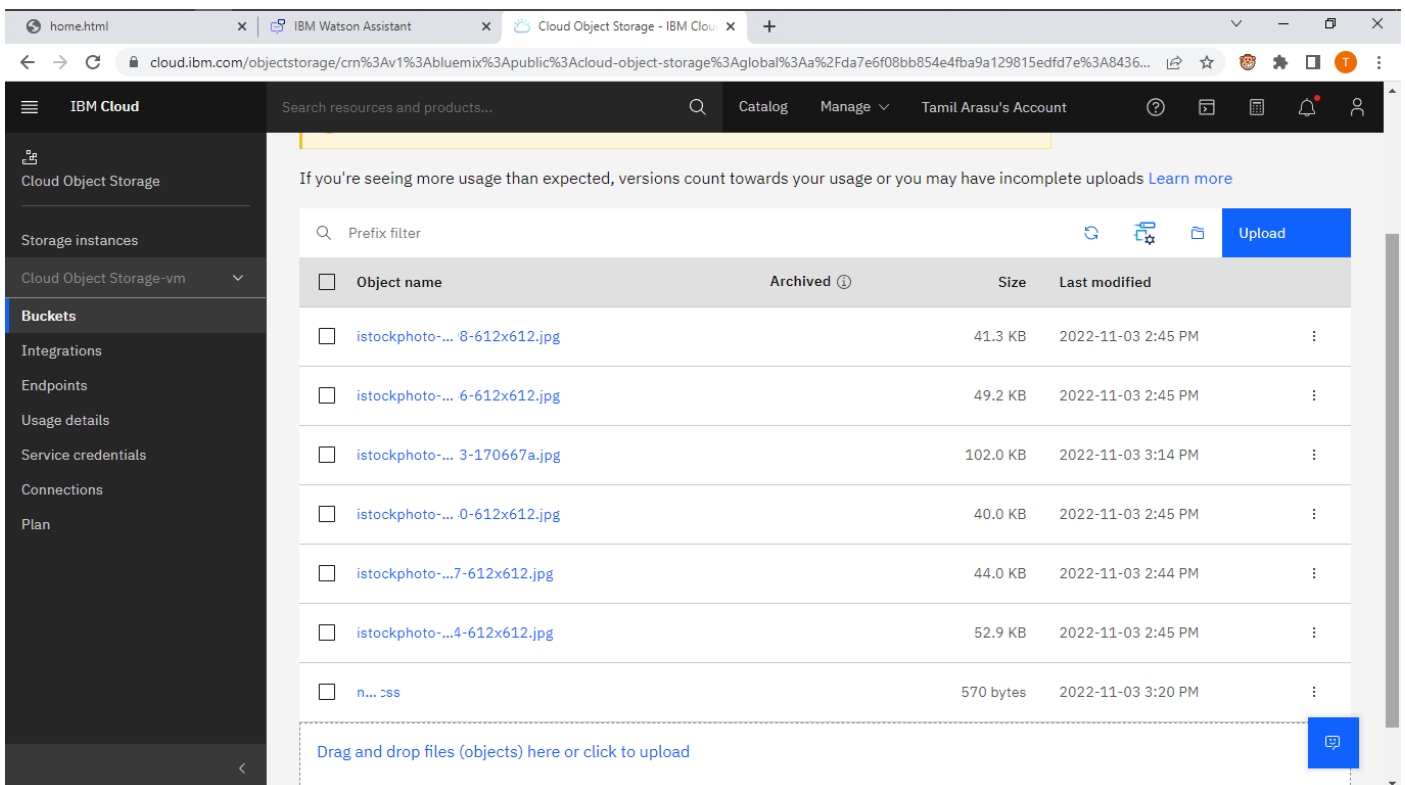 home.html IBM Watson Assistant Cloud Object Storage - IBM Clou
cloud.ibm.com/objectstorage/crn%3Av1%3Abluemix%3Apublic%3Acloud-object-storage%3Aglobal%3Aa%2Fda7e6f08bb854e4fba9a129815edfd7e%3A8436... T
IBM Cloud Search resources and products... Catalog Manage Tamil Arasu's Account
Cloud Object Storage
Storage instances
Cloud Object Storage-vm
Buckets
Integrations
Endpoints
Usage details
Service credentials
Connections
Plan
If you're seeing more usage than expected, versions count towards your usage or you may have incomplete uploads Learn more
Prefix filter Upload
Object name Archived Size Last modified
istockphoto-... 8-612x612.jpg 41.3 KB 2022-11-03 2:45 PM
istockphoto-... 6-612x612.jpg 49.2 KB 2022-11-03 2:45 PM
istockphoto-... 3-170667a.jpg 102.0 KB 2022-11-03 3:14 PM
istockphoto-... 0-612x612.jpg 40.0 KB 2022-11-03 2:45 PM
istockphoto-...7-612x612.jpg 44.0 KB 2022-11-03 2:44 PM
istockphoto-...4-612x612.jpg 52.9 KB 2022-11-03 2:45 PM
n... css 570 bytes 2022-11-03 3:20 PM
Drag and drop files (objects) here or click to upload